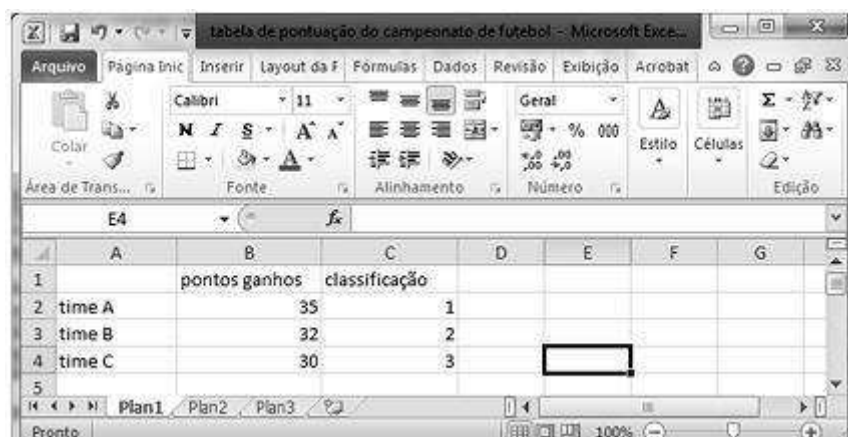 tabela de pontuação do campeonato de futebol - Microsoft Exce...
Arquivo Página Inic Inserir Layout da F Fórmulas Dados Revisão Exibição Acrobat
Calibri 11 Geral % 000
N I S A A
Colar Estilo Células
Área de Trans... Fonte Alinhamento Número Edição
E4 fx
A B C D E F G
1 pontos ganhos classificação
2 time A 35 1
3 time B 32 2
4 time C 30 3
5
Plan1 Plan2 Plan3
Pronto 100%